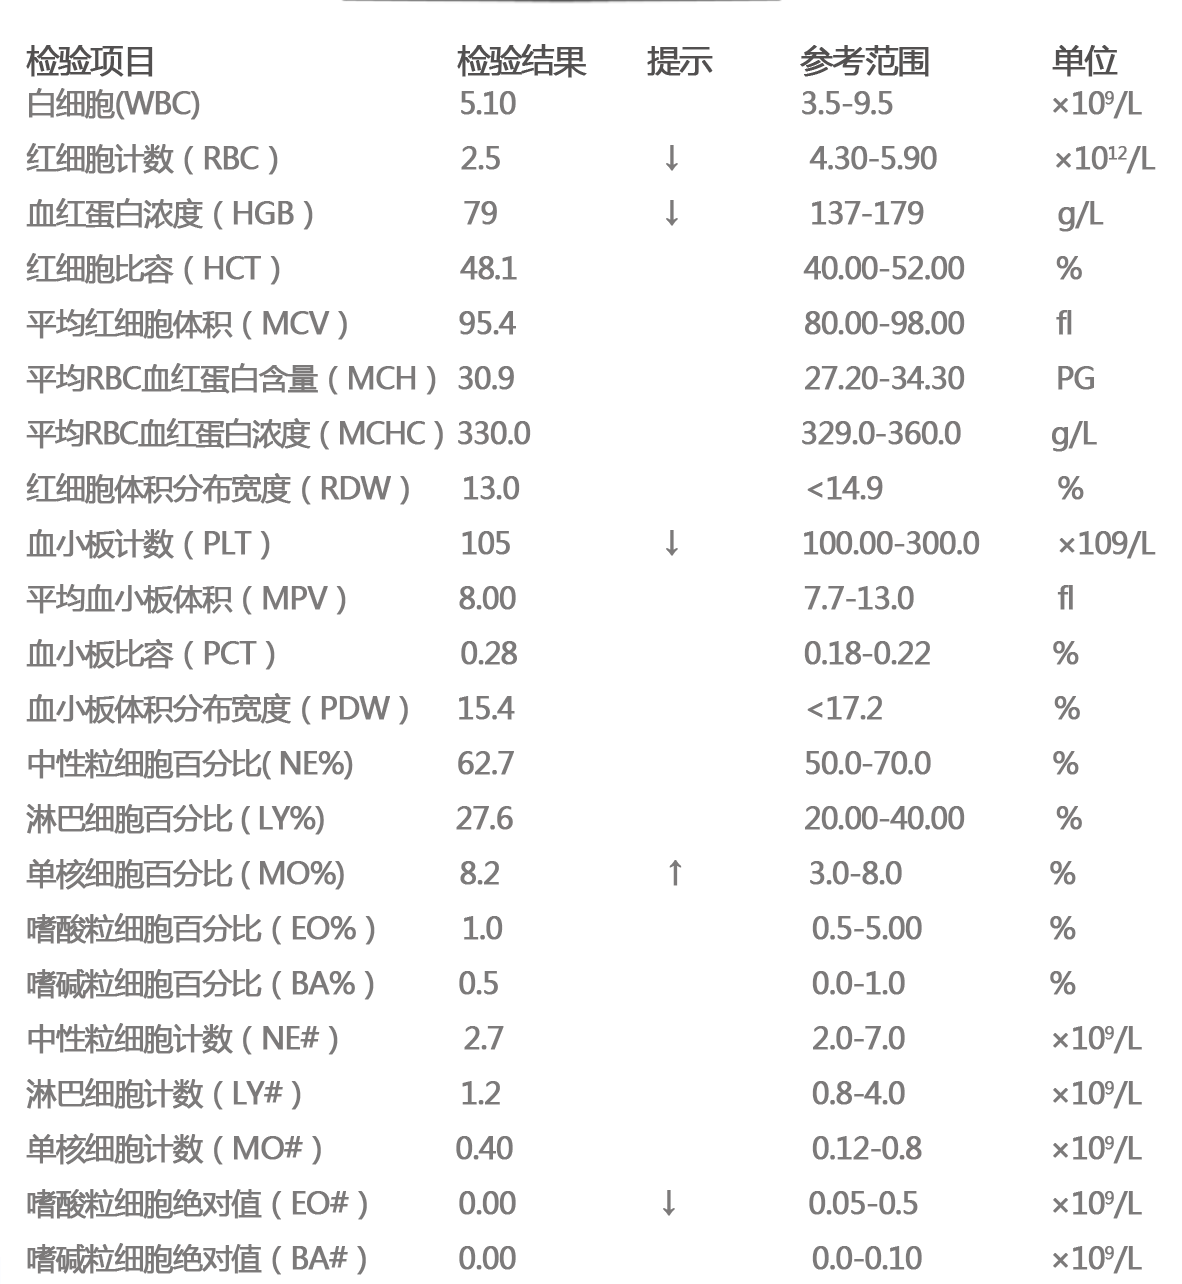 检验项目 检验结果 提示 参考范围 单位
白细胞(WBC) 5.10 3.5-9.5 ×10⁹/L
红细胞计数（RBC） 2.5 ↓ 4.30-5.90 ×10¹²/L
血红蛋白浓度（HGB） 79 ↓ 137-179 g/L
红细胞比容（HCT） 48.1 40.00-52.00 %
平均红细胞体积（MCV） 95.4 80.00-98.00 fl
平均RBC血红蛋白含量（MCH） 30.9 27.20-34.30 PG
平均RBC血红蛋白浓度（MCHC） 330.0 329.0-360.0 g/L
红细胞体积分布宽度（RDW） 13.0 <14.9 %
血小板计数（PLT） 105 ↓ 100.00-300.0 ×109/L
平均血小板体积（MPV） 8.00 7.7-13.0 fl
血小板比容（PCT） 0.28 0.18-0.22 %
血小板体积分布宽度（PDW） 15.4 <17.2 %
中性粒细胞百分比( NE%) 62.7 50.0-70.0 %
淋巴细胞百分比 ( LY%) 27.6 20.00-40.00 %
单核细胞百分比 ( MO%) 8.2 ↑ 3.0-8.0 %
嗜酸粒细胞百分比（EO%） 1.0 0.5-5.00 %
嗜碱粒细胞百分比（BA%） 0.5 0.0-1.0 %
中性粒细胞计数（NE#） 2.7 2.0-7.0 ×10⁹/L
淋巴细胞计数（LY#） 1.2 0.8-4.0 ×10⁹/L
单核细胞计数（MO#） 0.40 0.12-0.8 ×10⁹/L
嗜酸粒细胞绝对值（EO#） 0.00 ↓ 0.05-0.5 ×10⁹/L
嗜碱粒细胞绝对值（BA#） 0.00 0.0-0.10 ×10⁹/L